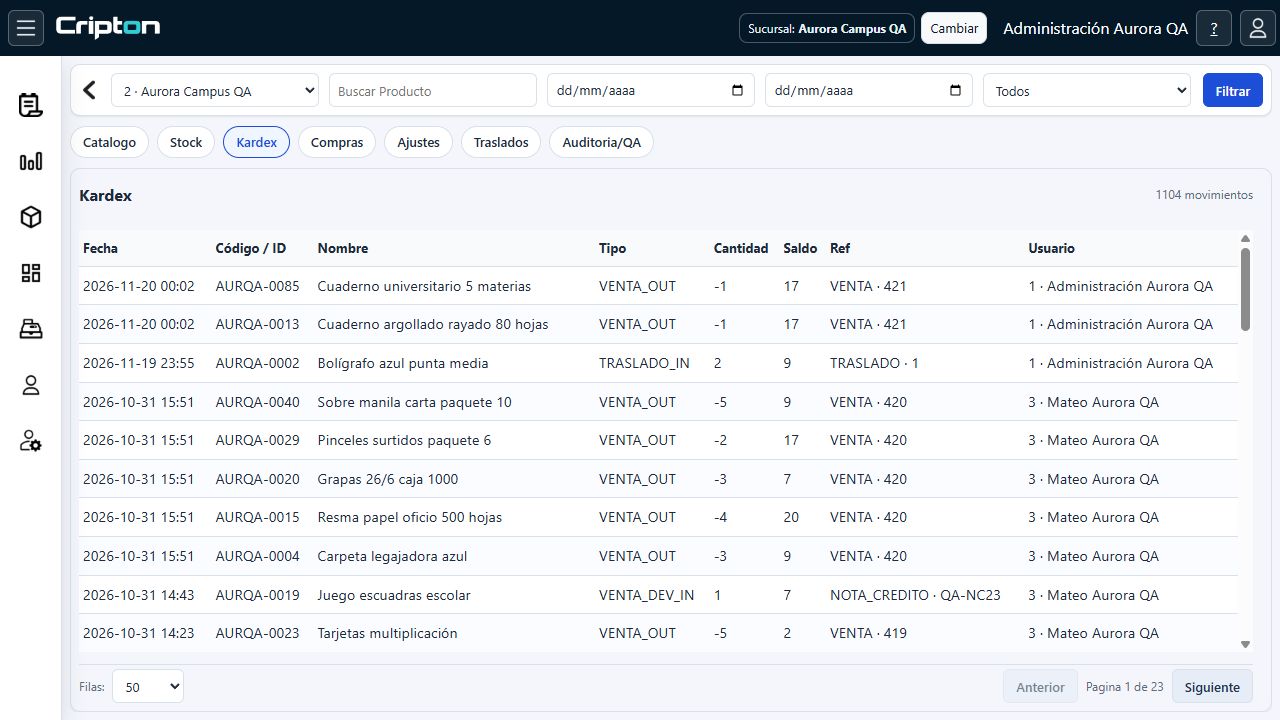 Cripton
Sucursal: Aurora Campus QA
Cambiar
Administración Aurora QA
?
2 · Aurora Campus QA
Buscar Producto
dd/mm/aaaa
dd/mm/aaaa
Todos
Filtrar
Catalogo
Stock
Kardex
Compras
Ajustes
Traslados
Auditoria/QA
Kardex
1104 movimientos
Fecha Código / ID Nombre Tipo Cantidad Saldo Ref Usuario
2026-11-20 00:02 AURQA-0085 Cuaderno universitario 5 materias VENTA_OUT -1 17 VENTA · 421 1 · Administración Aurora QA
2026-11-20 00:02 AURQA-0013 Cuaderno argollado rayado 80 hojas VENTA_OUT -1 17 VENTA · 421 1 · Administración Aurora QA
2026-11-19 23:55 AURQA-0002 Bolígrafo azul punta media TRASLADO_IN 2 9 TRASLADO · 1 1 · Administración Aurora QA
2026-10-31 15:51 AURQA-0040 Sobre manila carta paquete 10 VENTA_OUT -5 9 VENTA · 420 3 · Mateo Aurora QA
2026-10-31 15:51 AURQA-0029 Pinceles surtidos paquete 6 VENTA_OUT -2 17 VENTA · 420 3 · Mateo Aurora QA
2026-10-31 15:51 AURQA-0020 Grapas 26/6 caja 1000 VENTA_OUT -3 7 VENTA · 420 3 · Mateo Aurora QA
2026-10-31 15:51 AURQA-0015 Resma papel oficio 500 hojas VENTA_OUT -4 20 VENTA · 420 3 · Mateo Aurora QA
2026-10-31 15:51 AURQA-0004 Carpeta legajadora azul VENTA_OUT -3 9 VENTA · 420 3 · Mateo Aurora QA
2026-10-31 14:43 AURQA-0019 Juego escuadras escolar VENTA_DEV_IN 1 7 NOTA_CREDITO · QA-NC23 3 · Mateo Aurora QA
2026-10-31 14:23 AURQA-0023 Tarjetas multiplicación VENTA_OUT -5 2 VENTA · 419 3 · Mateo Aurora QA
Filas: 50
Anterior
Pagina 1 de 23
Siguiente